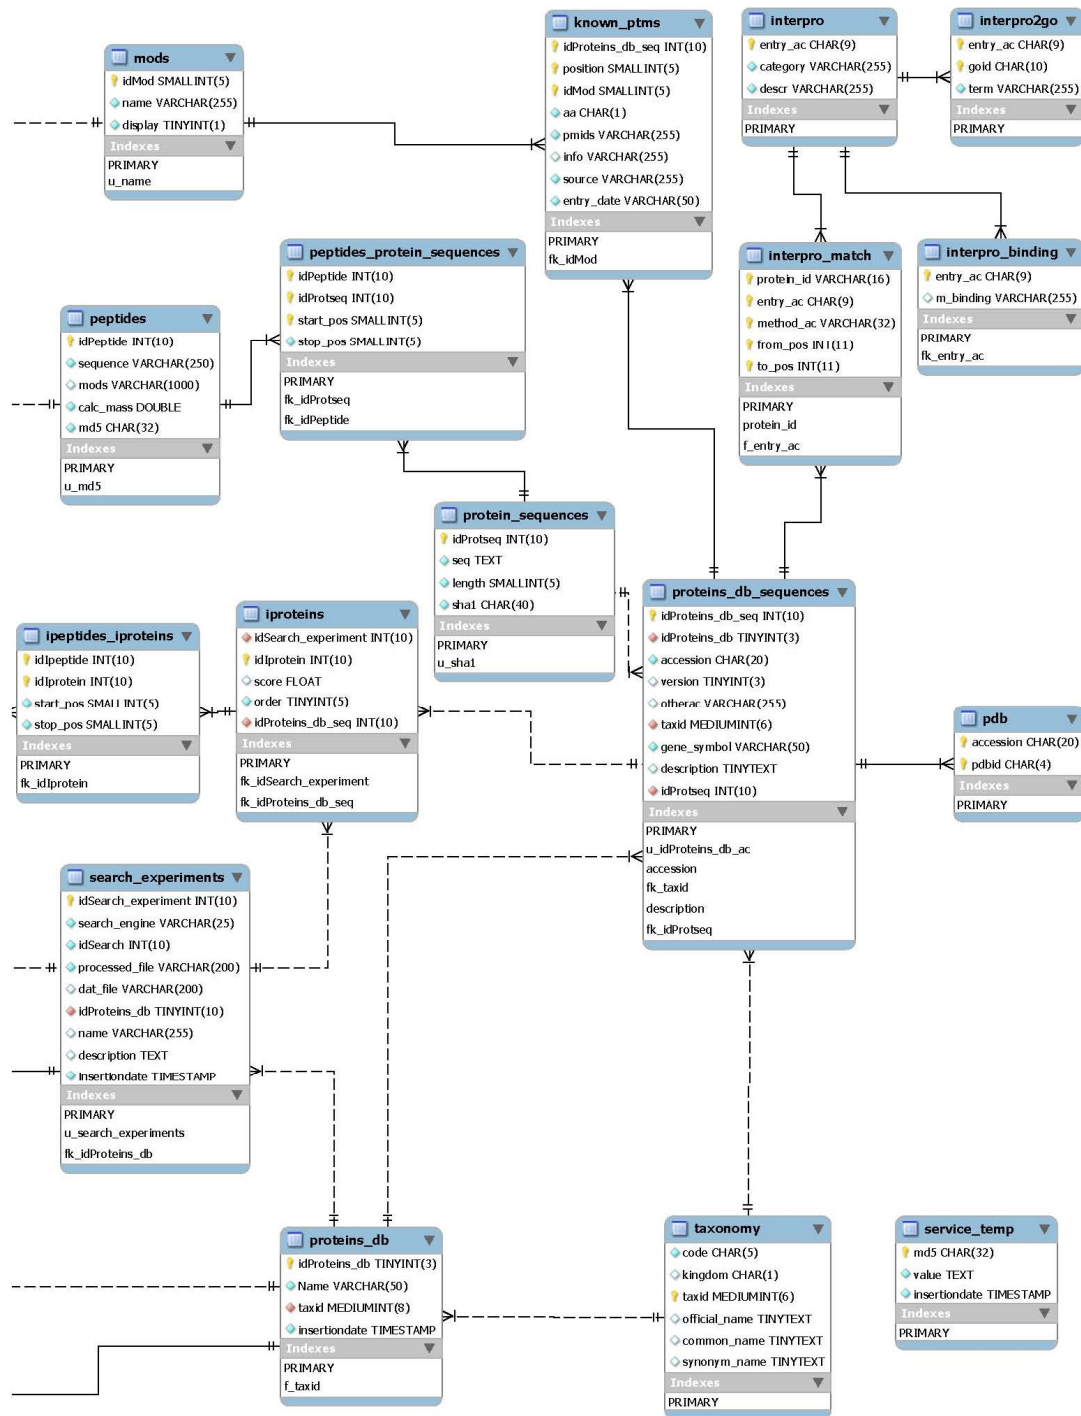 mods
idMod SMALLINT(5)
name VARCHAR(255)
display TINYINT(1)
Indexes
PRIMARY
u_name
known_ptms
idProteins_db_seq INT(10)
position SMALLINT(5)
idMod SMALLINT(5)
aa CHAR(1)
pmids VARCHAR(255)
info VARCHAR(255)
source VARCHAR(255)
entry_date VARCHAR(50)
Indexes
PRIMARY
fk_idMod
interpro
entry_ac CHAR(9)
category VARCHAR(255)
descr VARCHAR(255)
Indexes
PRIMARY
interpro2go
entry_ac CHAR(9)
goid CHAR(10)
term VARCHAR(255)
Indexes
PRIMARY
peptides_protein_sequences
idPeptide INT(10)
idProtseq INT(10)
start_pos SMALLINT(5)
stop_pos SMALLINT(5)
Indexes
PRIMARY
fk_idProtseq
fk_idPeptide
interpro_match
protein_id VARCHAR(16)
entry_ac CHAR(9)
method_ac VARCHAR(32)
from_pos INT(11)
to_pos INT(11)
Indexes
PRIMARY
protein_id
f_entry_ac
interpro_binding
entry_ac CHAR(9)
m_binding VARCHAR(255)
Indexes
PRIMARY
fk_entry_ac
peptides
idPeptide INT(10)
sequence VARCHAR(250)
mods VARCHAR(1000)
calc_mass DOUBLE
md5 CHAR(32)
Indexes
PRIMARY
u_md5
protein_sequences
idProtseq INT(10)
seq TEXT
length SMALLINT(5)
sha1 CHAR(40)
Indexes
PRIMARY
u_sha1
proteins_db_sequences
idProteins_db_seq INT(10)
idProteins_db TINYINT(3)
accession CHAR(20)
version TINYINT(3)
otherac VARCHAR(255)
taxid MEDIUMINT(6)
gene_symbol VARCHAR(50)
description TINYTEXT
idProtseq INT(10)
Indexes
PRIMARY
u_idProteins_db_ac
accession
fk_taxid
description
fk_idProtseq
ipeptides_iproteins
idIpeptide INT(10)
idIprotein INT(10)
start_pos SMALLINT(5)
stop_pos SMALLINT(5)
Indexes
PRIMARY
fk_idIprotein
iproteins
idSearch_experiment INT(10)
idIprotein INT(10)
score FLOAT
order TINYINT(5)
idProteins_db_seq INT(10)
Indexes
PRIMARY
fk_idSearch_experiment
fk_idProteins_db_seq
pdb
accession CHAR(20)
pdbid CHAR(4)
Indexes
PRIMARY
search_experiments
idSearch_experiment INT(10)
search_engine VARCHAR(25)
idSearch INT(10)
processed_file VARCHAR(200)
dat_file VARCHAR(200)
idProteins_db TINYINT(10)
name VARCHAR(255)
description TEXT
insertiondate TIMESTAMP
Indexes
PRIMARY
u_search_experiments
fk_idProteins_db
proteins_db
idProteins_db TINYINT(3)
Name VARCHAR(50)
taxid MEDIUMINT(8)
insertiondate TIMESTAMP
Indexes
PRIMARY
f_taxid
taxonomy
code CHAR(5)
kingdom CHAR(1)
taxid MEDIUMINT(6)
official_name TINYTEXT
common_name TINYTEXT
synonym_name TINYTEXT
Indexes
PRIMARY
service_temp
md5 CHAR(32)
value TEXT
insertiondate TIMESTAMP
Indexes
PRIMARY